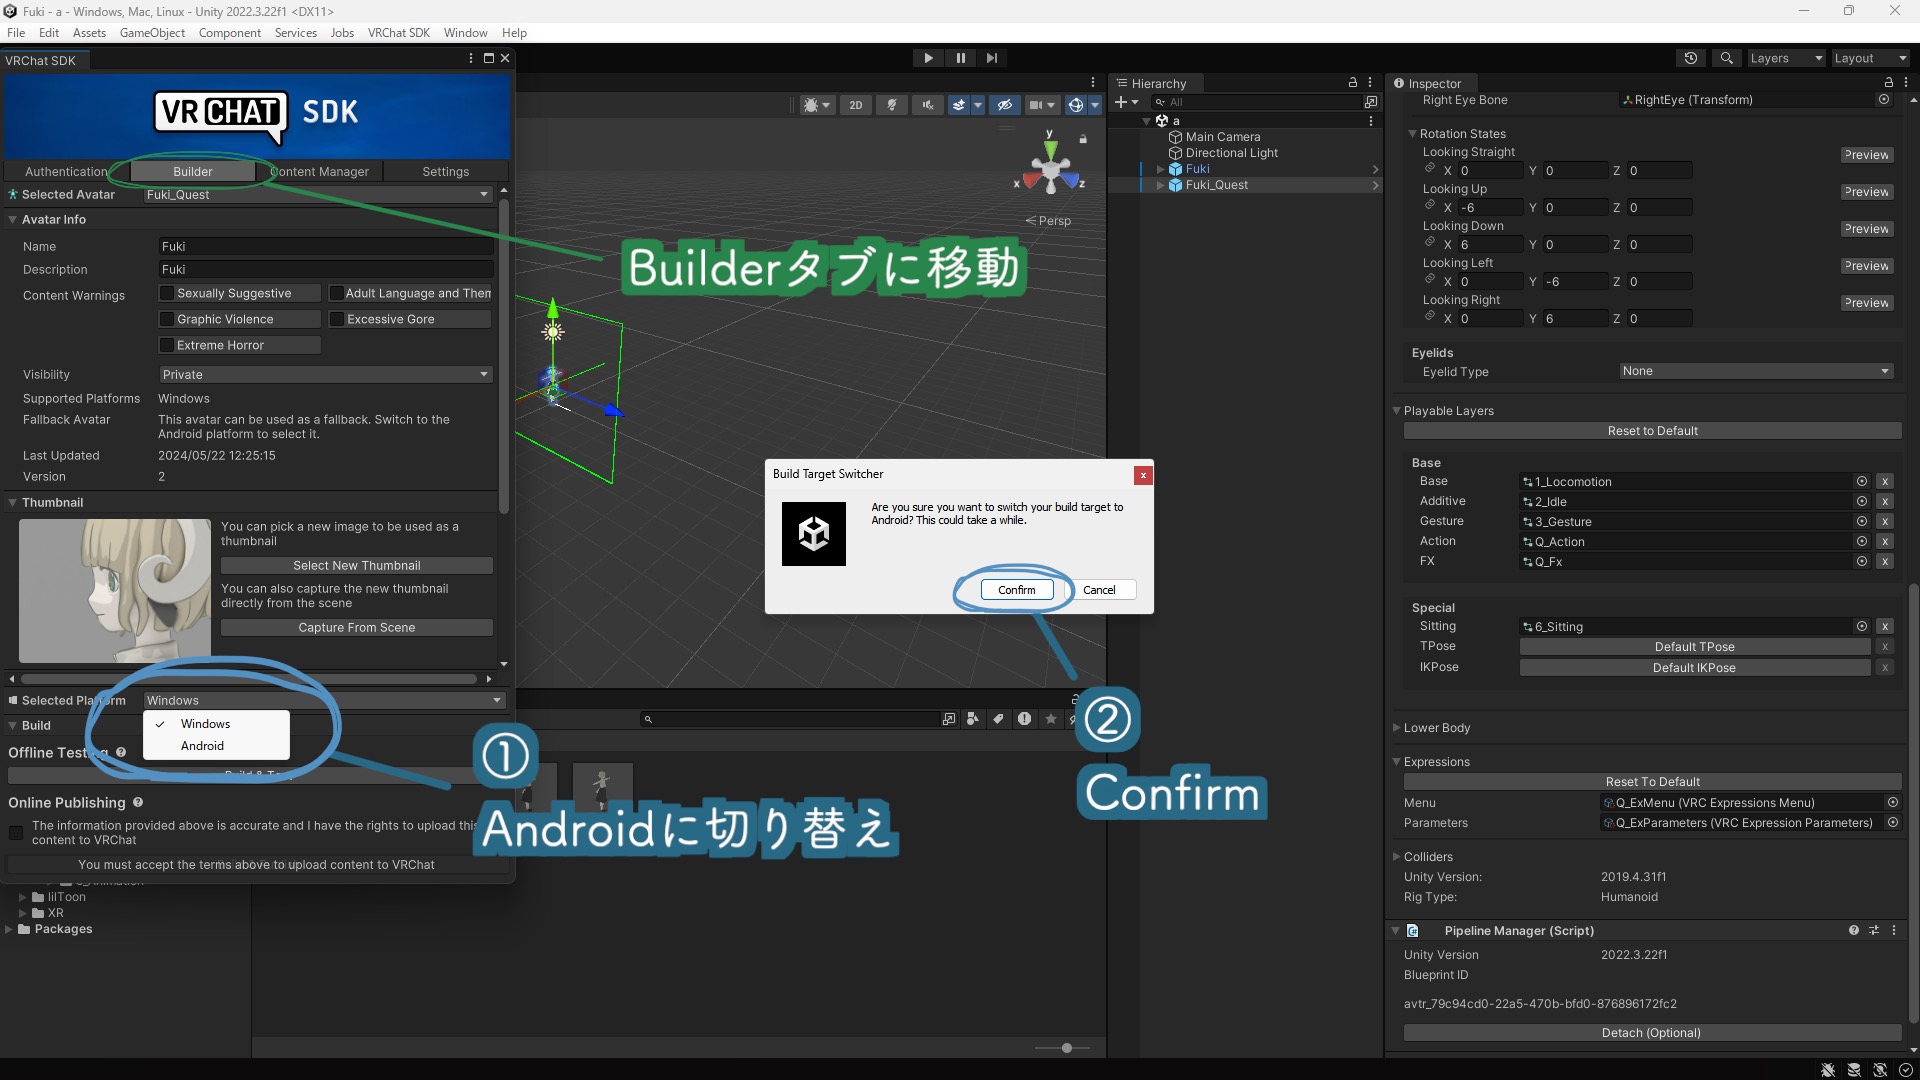 Fuki - a - Windows, Mac, Linux - Unity 2022.3.22f1 <DX11>
File Edit Assets GameObject Component Services Jobs VRChat SDK Window Help
Layers Layout
VRChat SDK
VRCHAT SDK
Authentication Builder Content Manager Settings
Selected Avatar Fuki_Quest
Avatar Info
Name Fuki
Description Fuki
Content Warnings Sexually Suggestive Adult Language and Then
Graphic Violence Excessive Gore
Extreme Horror
Visibility Private
Supported Platforms Windows
Fallback Avatar This avatar can be used as a fallback. Switch to the
Android platform to select it.
Last Updated 2024/05/22 12:25:15
Version 2
Thumbnail
You can pick a new image to be used as a
thumbnail
Select New Thumbnail
You can also capture the new thumbnail
directly from the scene
Capture From Scene
Selected Platform Windows
Windows
Android
Build
Offline Testing
Online Publishing
The information provided above is accurate and I have the rights to upload this
content to VRChat
You must accept the terms above to upload content to VRChat
lilToon
XR
Packages
2D
y
x z
Persp
Builderタブに移動
Build Target Switcher
x
Are you sure you want to switch your build target to
Android? This could take a while.
Confirm Cancel
①
Androidに切り替え
②
Confirm
Hierarchy
All
a
Main Camera
Directional Light
Fuki
Fuki_Quest
Inspector
Right Eye Bone RightEye (Transform)
Rotation States
Looking Straight Preview
X 0 Y 0 Z 0
Looking Up Preview
X -6 Y 0 Z 0
Looking Down Preview
X 6 Y 0 Z 0
Looking Left Preview
X 0 Y -6 Z 0
Looking Right Preview
X 0 Y 6 Z 0
Eyelids
Eyelid Type None
Playable Layers
Reset to Default
Base
Base 1_Locomotion x
Additive 2_Idle x
Gesture 3_Gesture x
Action Q_Action x
FX Q_Fx x
Special
Sitting 6_Sitting x
TPose Default TPose x
IKPose Default IKPose x
Lower Body
Expressions
Reset To Default
Menu Q_ExMenu (VRC Expressions Menu)
Parameters Q_ExParameters (VRC Expression Parameters)
Colliders
Unity Version: 2019.4.31f1
Rig Type: Humanoid
Pipeline Manager (Script)
Unity Version 2022.3.22f1
Blueprint ID
avtr_79c94cd0-22a5-470b-bfd0-876896172fc2
Detach (Optional)